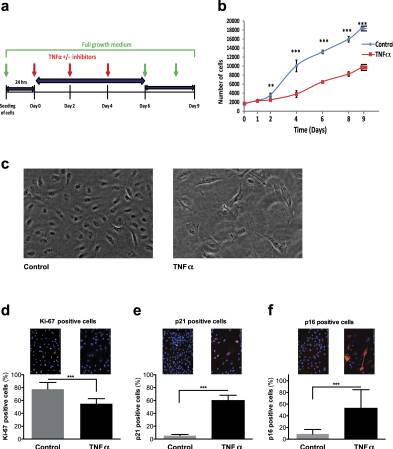 a
Full growth medium
TNFα +/- inhibitors
24 hrs
Seeding of cells
Day 0
Day 2
Day 4
Day 6
Day 9
b
Number of cells
20000
18000
16000
14000
12000
10000
8000
6000
4000
2000
0
0 1 2 4 6 8 9
Time (Days)
**
***
***
***
***
Control
TNFα
c
Control
TNFα
d
Ki-67 positive cells
Ki-67 positive cells (%)
100
80
60
40
20
0
***
Control
TNFα
e
p21 positive cells
p21 positive cells (%)
100
80
60
40
20
0
***
Control
TNFα
f
p16 positive cells
p16 positive cells (%)
100
80
60
40
20
0
***
Control
TNFα